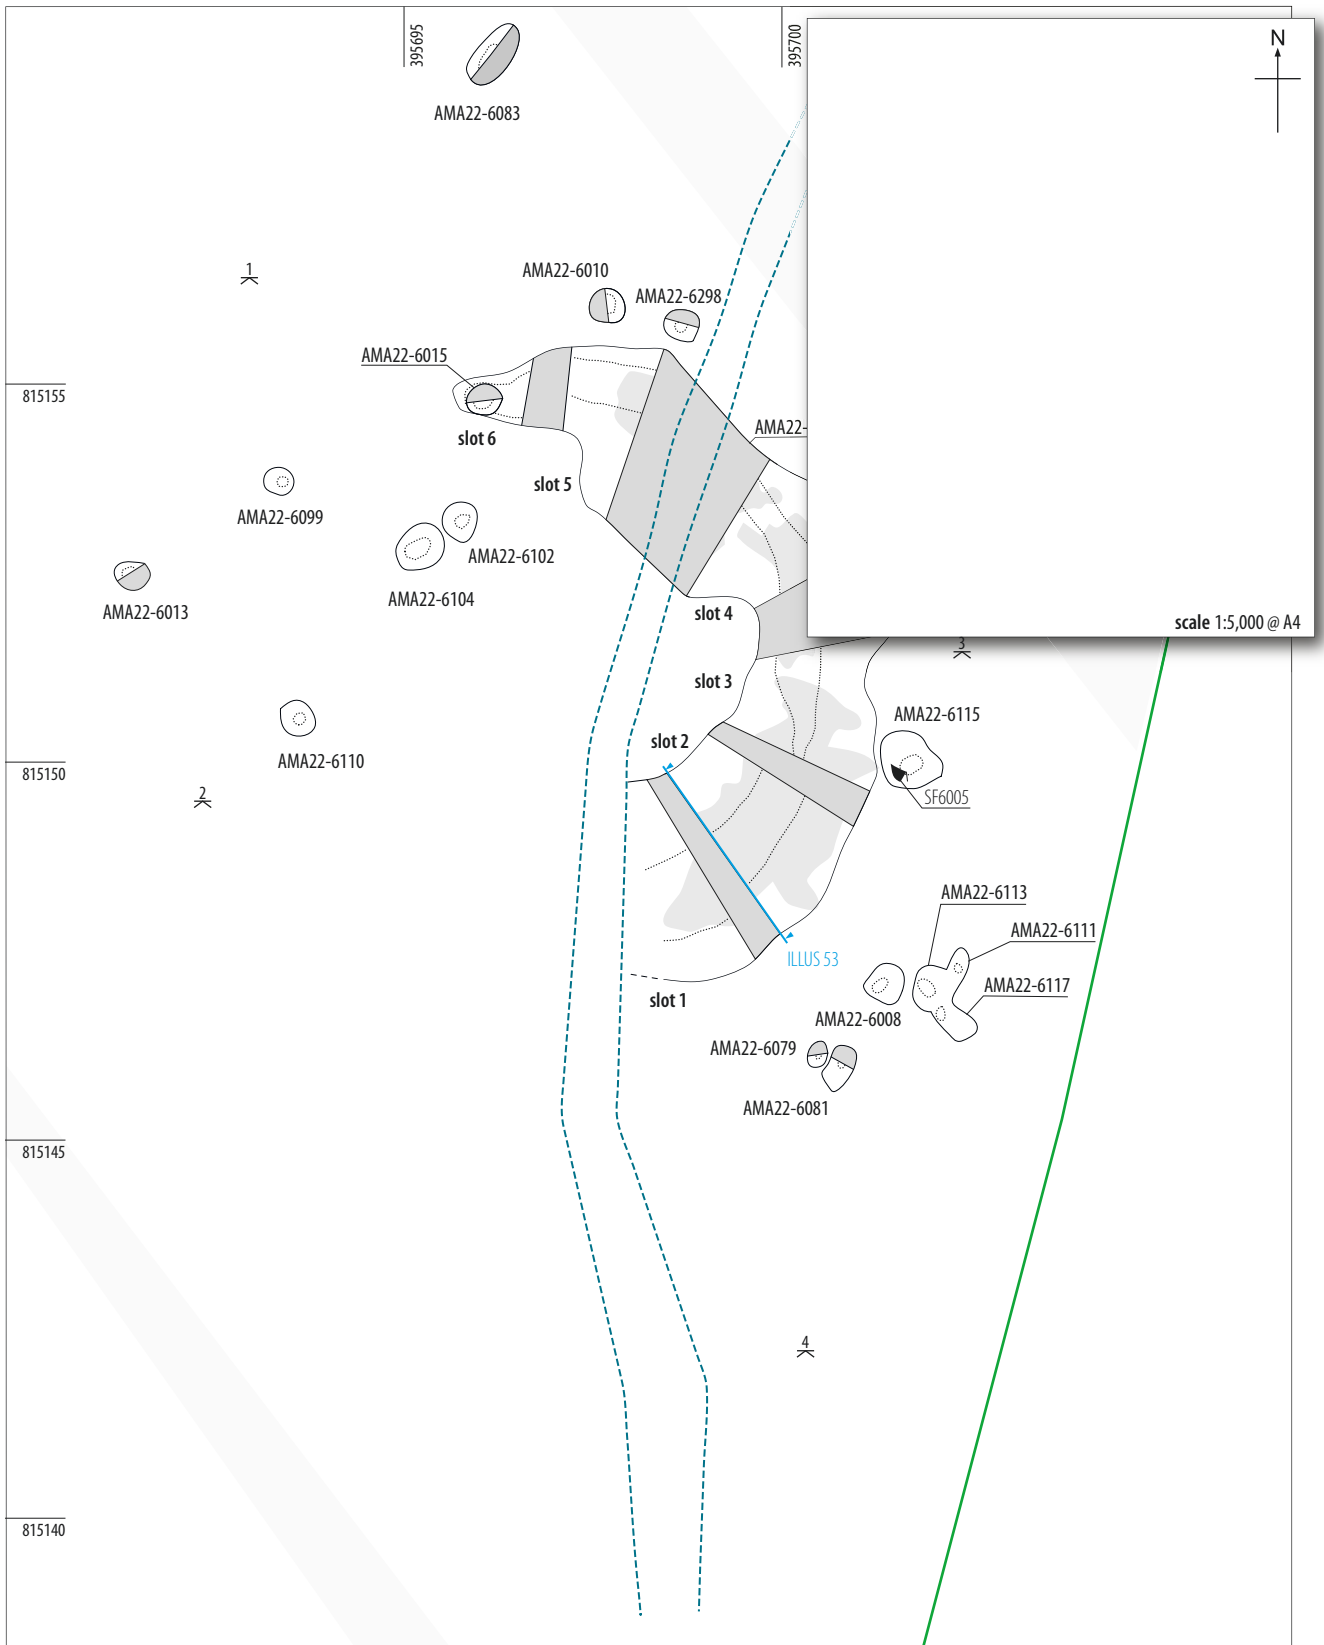 395695
395700
N
AMA22-6083
1
AMA22-6010
AMA22-6298
AMA22-6015
815155
AMA22-
slot 6
slot 5
AMA22-6099
AMA22-6102
AMA22-6104
AMA22-6013
slot 4
scale 1:5,000 @ A4
3
slot 3
AMA22-6115
slot 2
AMA22-6110
815150
2
SF6005
AMA22-6113
AMA22-6111
ILLUS 53
AMA22-6117
slot 1
AMA22-6008
AMA22-6079
AMA22-6081
815145
4
815140